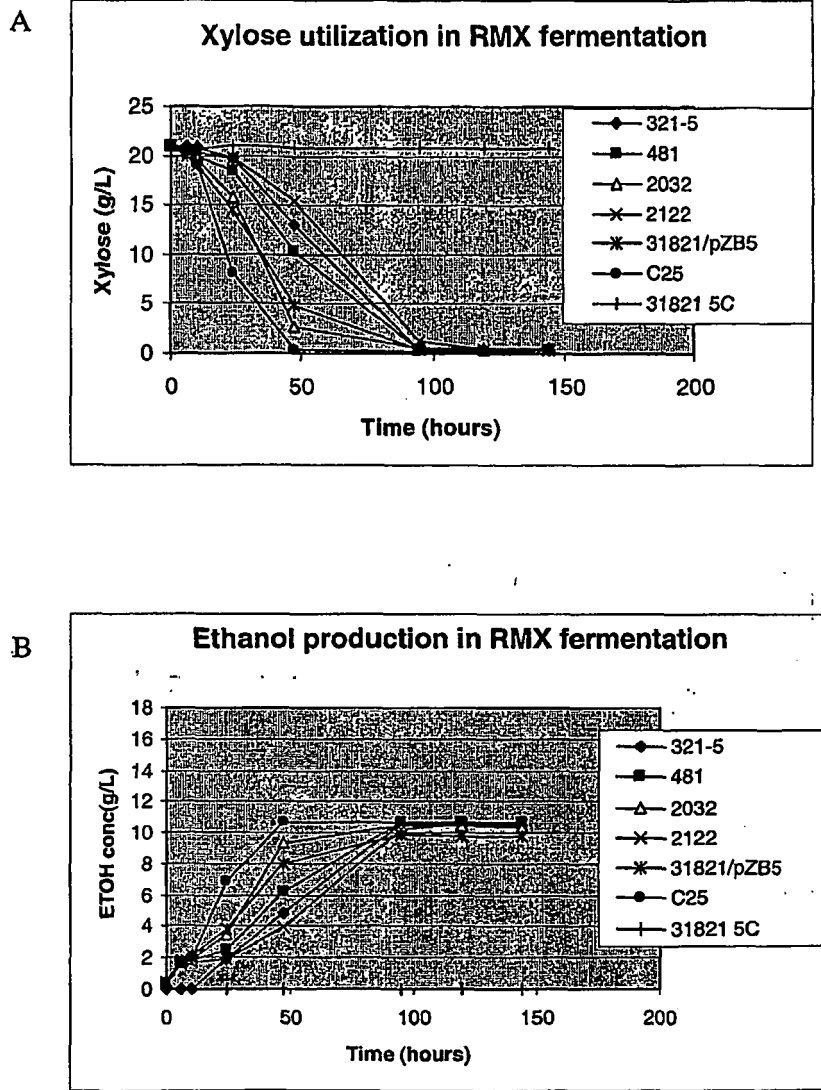 A
Xylose utilization in RMX fermentation
25
20
15
10
5
0
Xylose (g/L)
0 50 100 150 200
Time (hours)
321-5
481
2032
2122
31821/pZB5
C25
31821 5C
B
Ethanol production in RMX fermentation
18
16
14
12
10
8
6
4
2
0
ETOH conc(g/L)
0 50 100 150 200
Time (hours)
321-5
481
2032
2122
31821/pZB5
C25
31821 5C